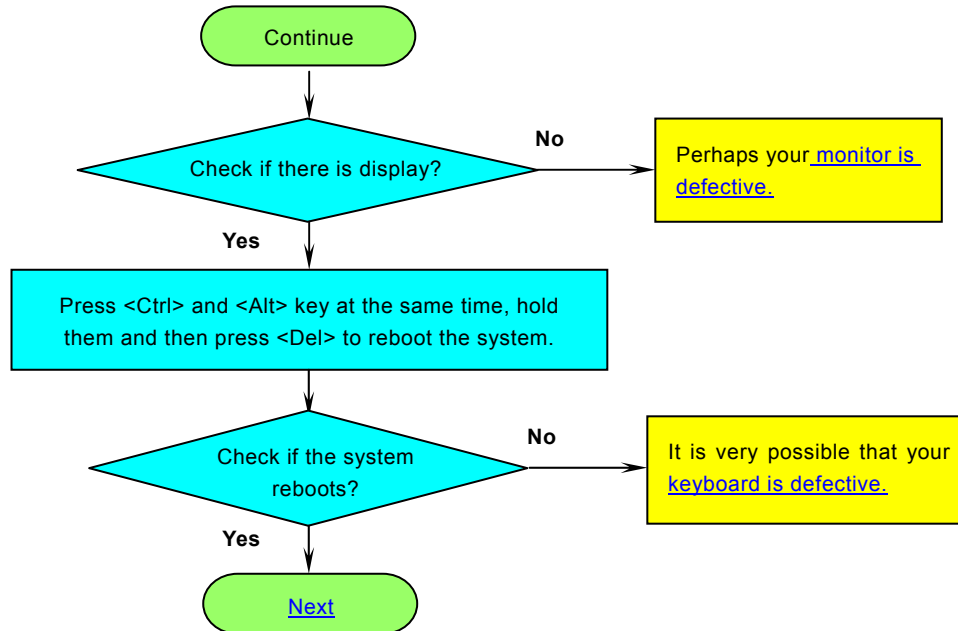 Continue
Check if there is display?
No
Perhaps your monitor is
defective.
Yes
Press <Ctrl> and <Alt> key at the same time, hold
them and then press <Del> to reboot the system.
Check if the system
reboots?
No
It is very possible that your
keyboard is defective.
Yes
Next